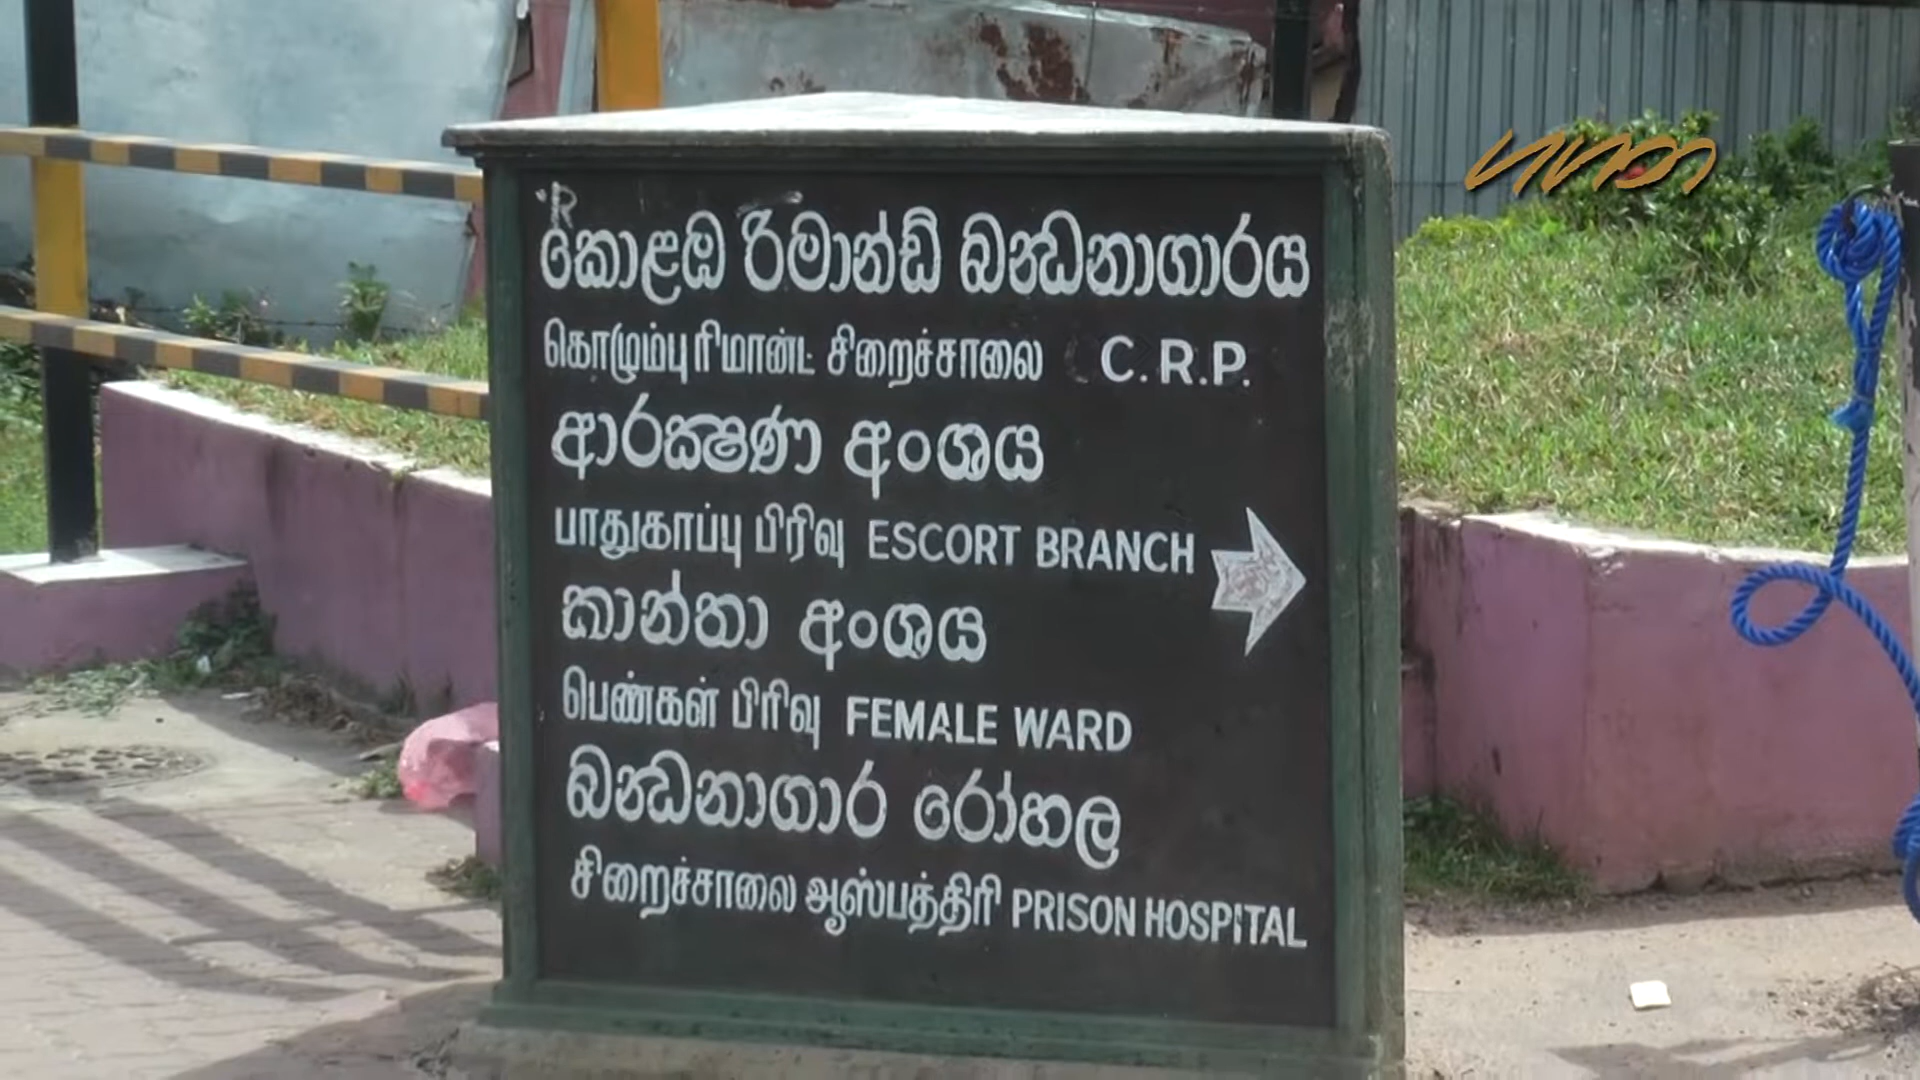 කොළඹ රිමාන්ඩ් බන්ධනාගාරය
கொழும்பு ரிமான்ட் சிறைச்சாலை C.R.P.
ආරක්ෂණ අංශය
பாதுகாப்பு பிரிவு ESCORT BRANCH
කාන්තා අංශය
பெண்கள் பிரிவு FEMALE WARD
බන්ධනාගාර රෝහල
சிறைச்சாலை ஆஸ்பத்திரி PRISON HOSPITAL